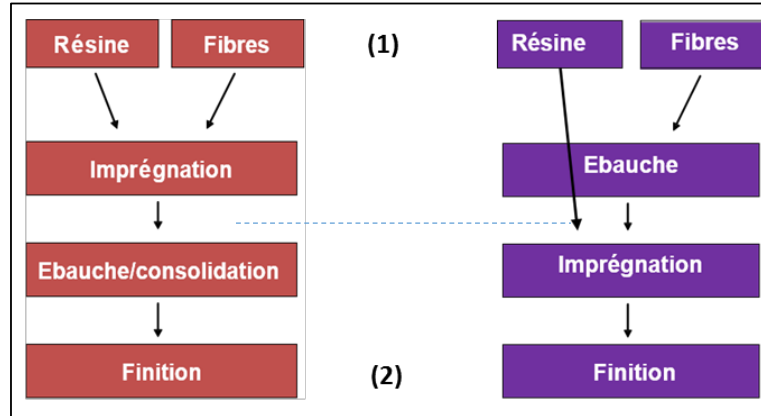 Résine Fibres (1) Résine Fibres
Imprégnation Ebauche
Ebauche/consolidation Imprégnation
Finition (2) Finition